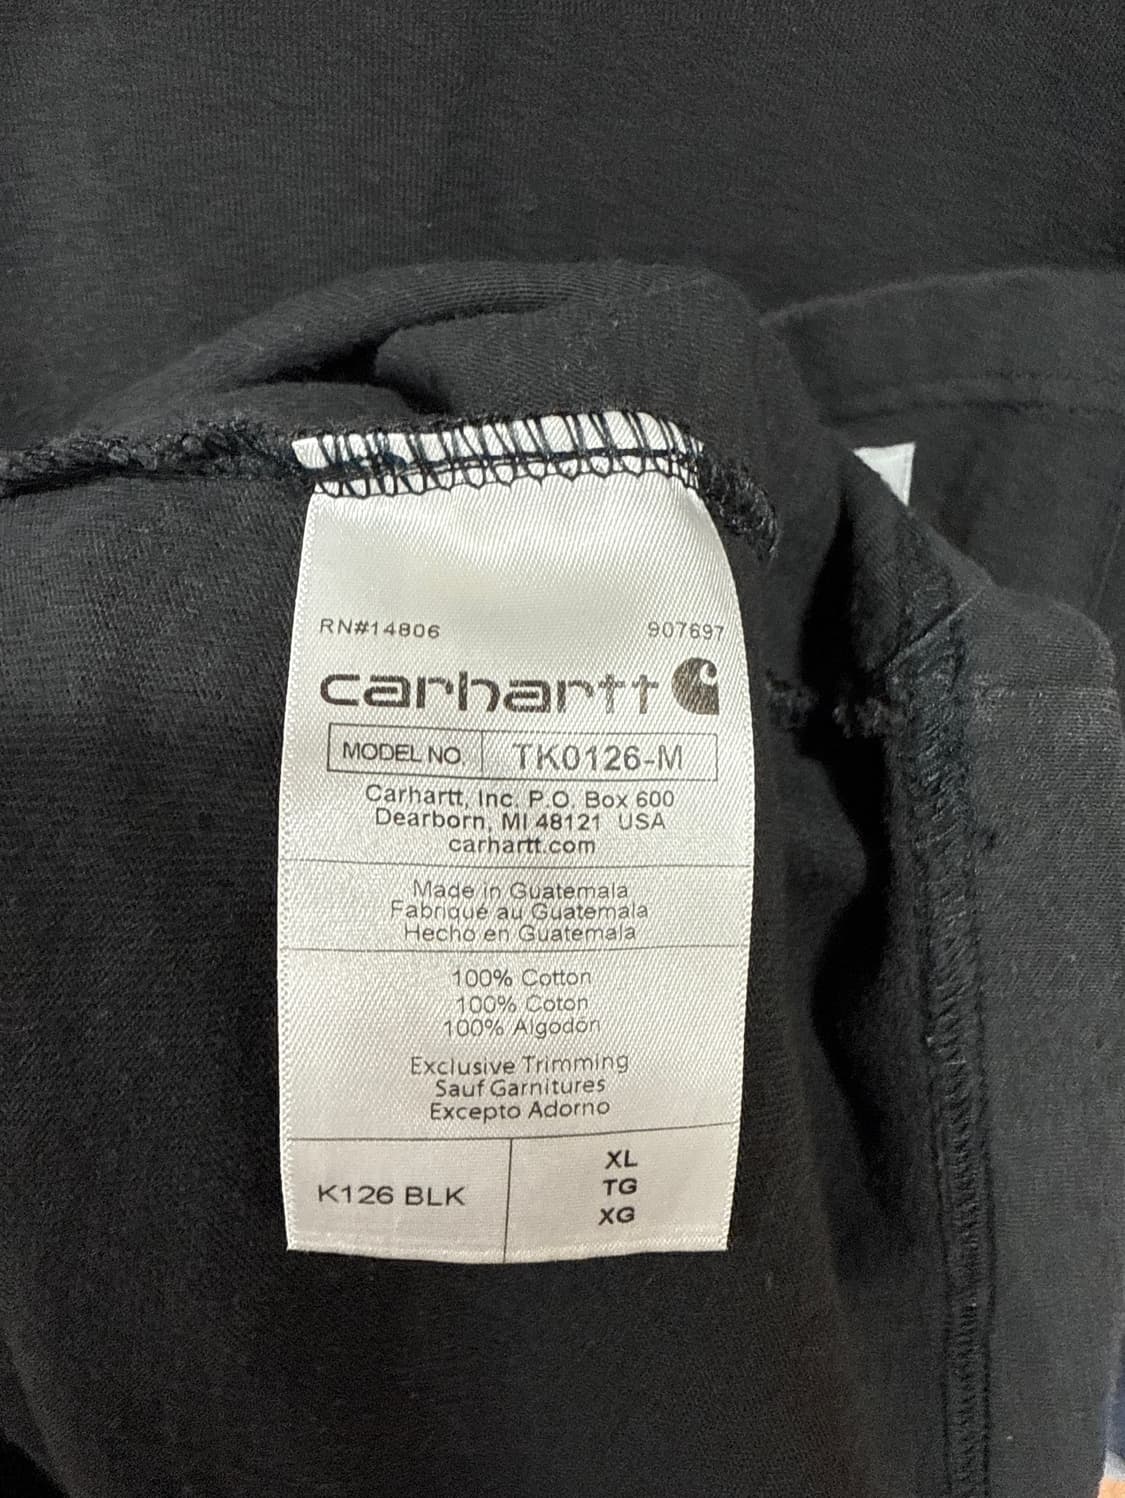 RN#14806 907697
carhartt
MODEL NO. TK0126-M
Carhartt, Inc. P.O. Box 600
Dearborn, MI 48121 USA
carhartt.com
Made in Guatemala
Fabriqué au Guatemala
Hecho en Guatemala
100% Cotton
100% Coton
100% Algodón
Exclusive Trimming
Sauf Garnitures
Excepto Adorno
K126 BLK
XL
TG
XG